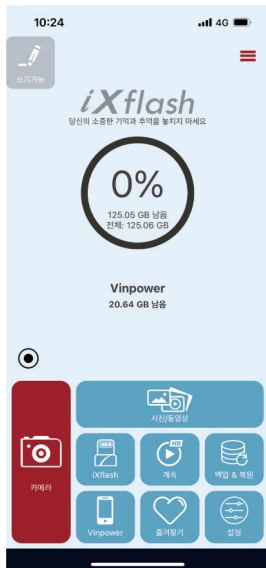 10:24
4G
쓰기가능
iXflash
당신의 소중한 기억과 추억을 놓치지 마세요
0%
125.05 GB 남음
전체: 125.06 GB
Vinpower
20.64 GB 남음
사진/동영상
카메라
iXflash
HD
계속
백업 & 복원
Vinpower
즐겨찾기
설정